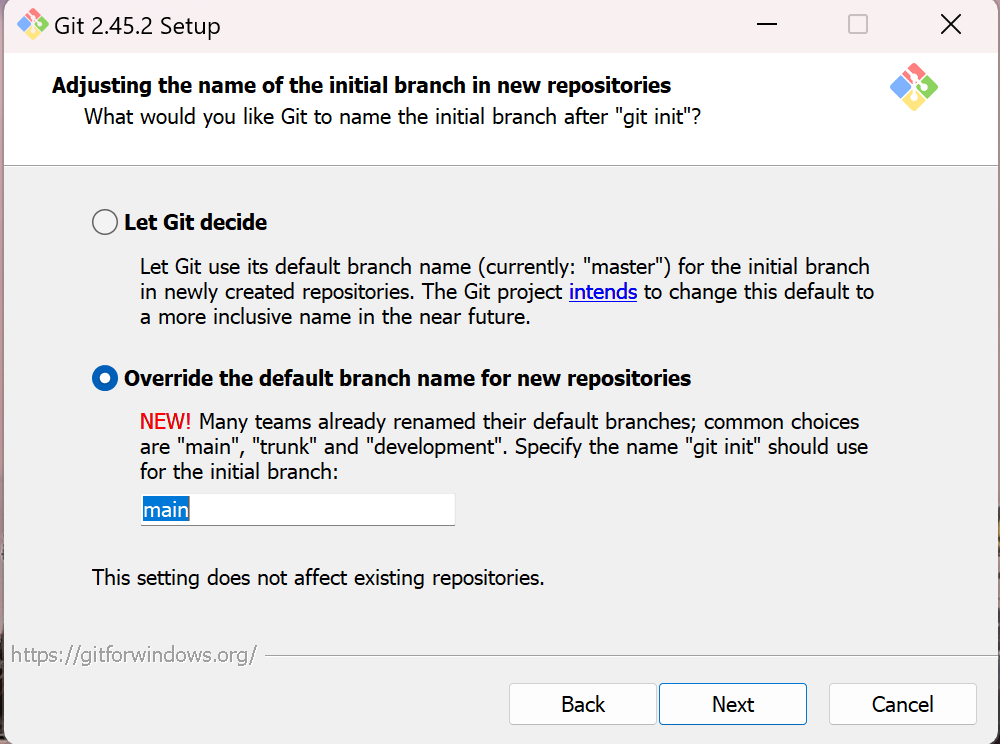 Git 2.45.2 Setup
Adjusting the name of the initial branch in new repositories
What would you like Git to name the initial branch after "git init"?
Let Git decide
Let Git use its default branch name (currently: "master") for the initial branch
in newly created repositories. The Git project intends to change this default to
a more inclusive name in the near future.
Override the default branch name for new repositories
NEW! Many teams already renamed their default branches; common choices
are "main", "trunk" and "development". Specify the name "git init" should use
for the initial branch:
main
This setting does not affect existing repositories.
https://gitforwindows.org/
Back Next Cancel